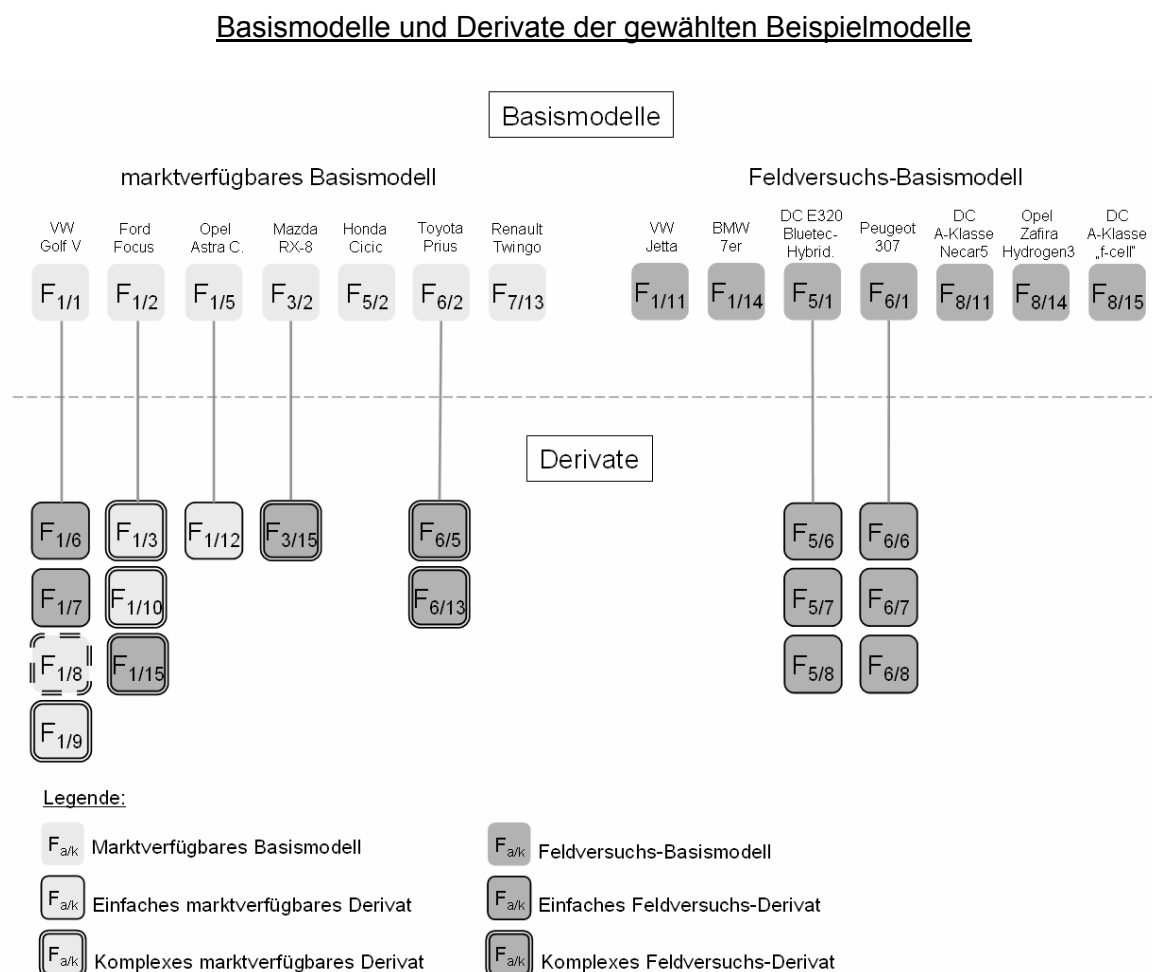 Basismodelle und Derivate der gewählten Beispielmodelle
Basismodelle
marktverfügbares Basismodell
Feldversuchs-Basismodell
VW
Golf V
Ford
Focus
Opel
Astra C.
Mazda
RX-8
Honda
Cicic
Toyota
Prius
Renault
Twingo
VW
Jetta
BMW
7er
DC E320
Bluetec-
Hybrid.
Peugeot
307
DC
A-Klasse
Necar5
Opel
Zafira
Hydrogen3
DC
A-Klasse
„f-cell"
F1/1
F1/2
F1/5
F3/2
F5/2
F6/2
F7/13
F1/11
F1/14
F5/1
F6/1
F8/11
F8/14
F8/15
Derivate
F1/6
F1/3
F1/12
F3/15
F6/5
F5/6
F6/6
F1/7
F1/10
F6/13
F5/7
F6/7
F1/8
F1/15
F5/8
F6/8
F1/9
Legende:
Fa/k Marktverfügbares Basismodell
Fa/k Feldversuchs-Basismodell
Fa/k Einfaches marktverfügbares Derivat
Fa/k Einfaches Feldversuchs-Derivat
Fa/k Komplexes marktverfügbares Derivat
Fa/k Komplexes Feldversuchs-Derivat